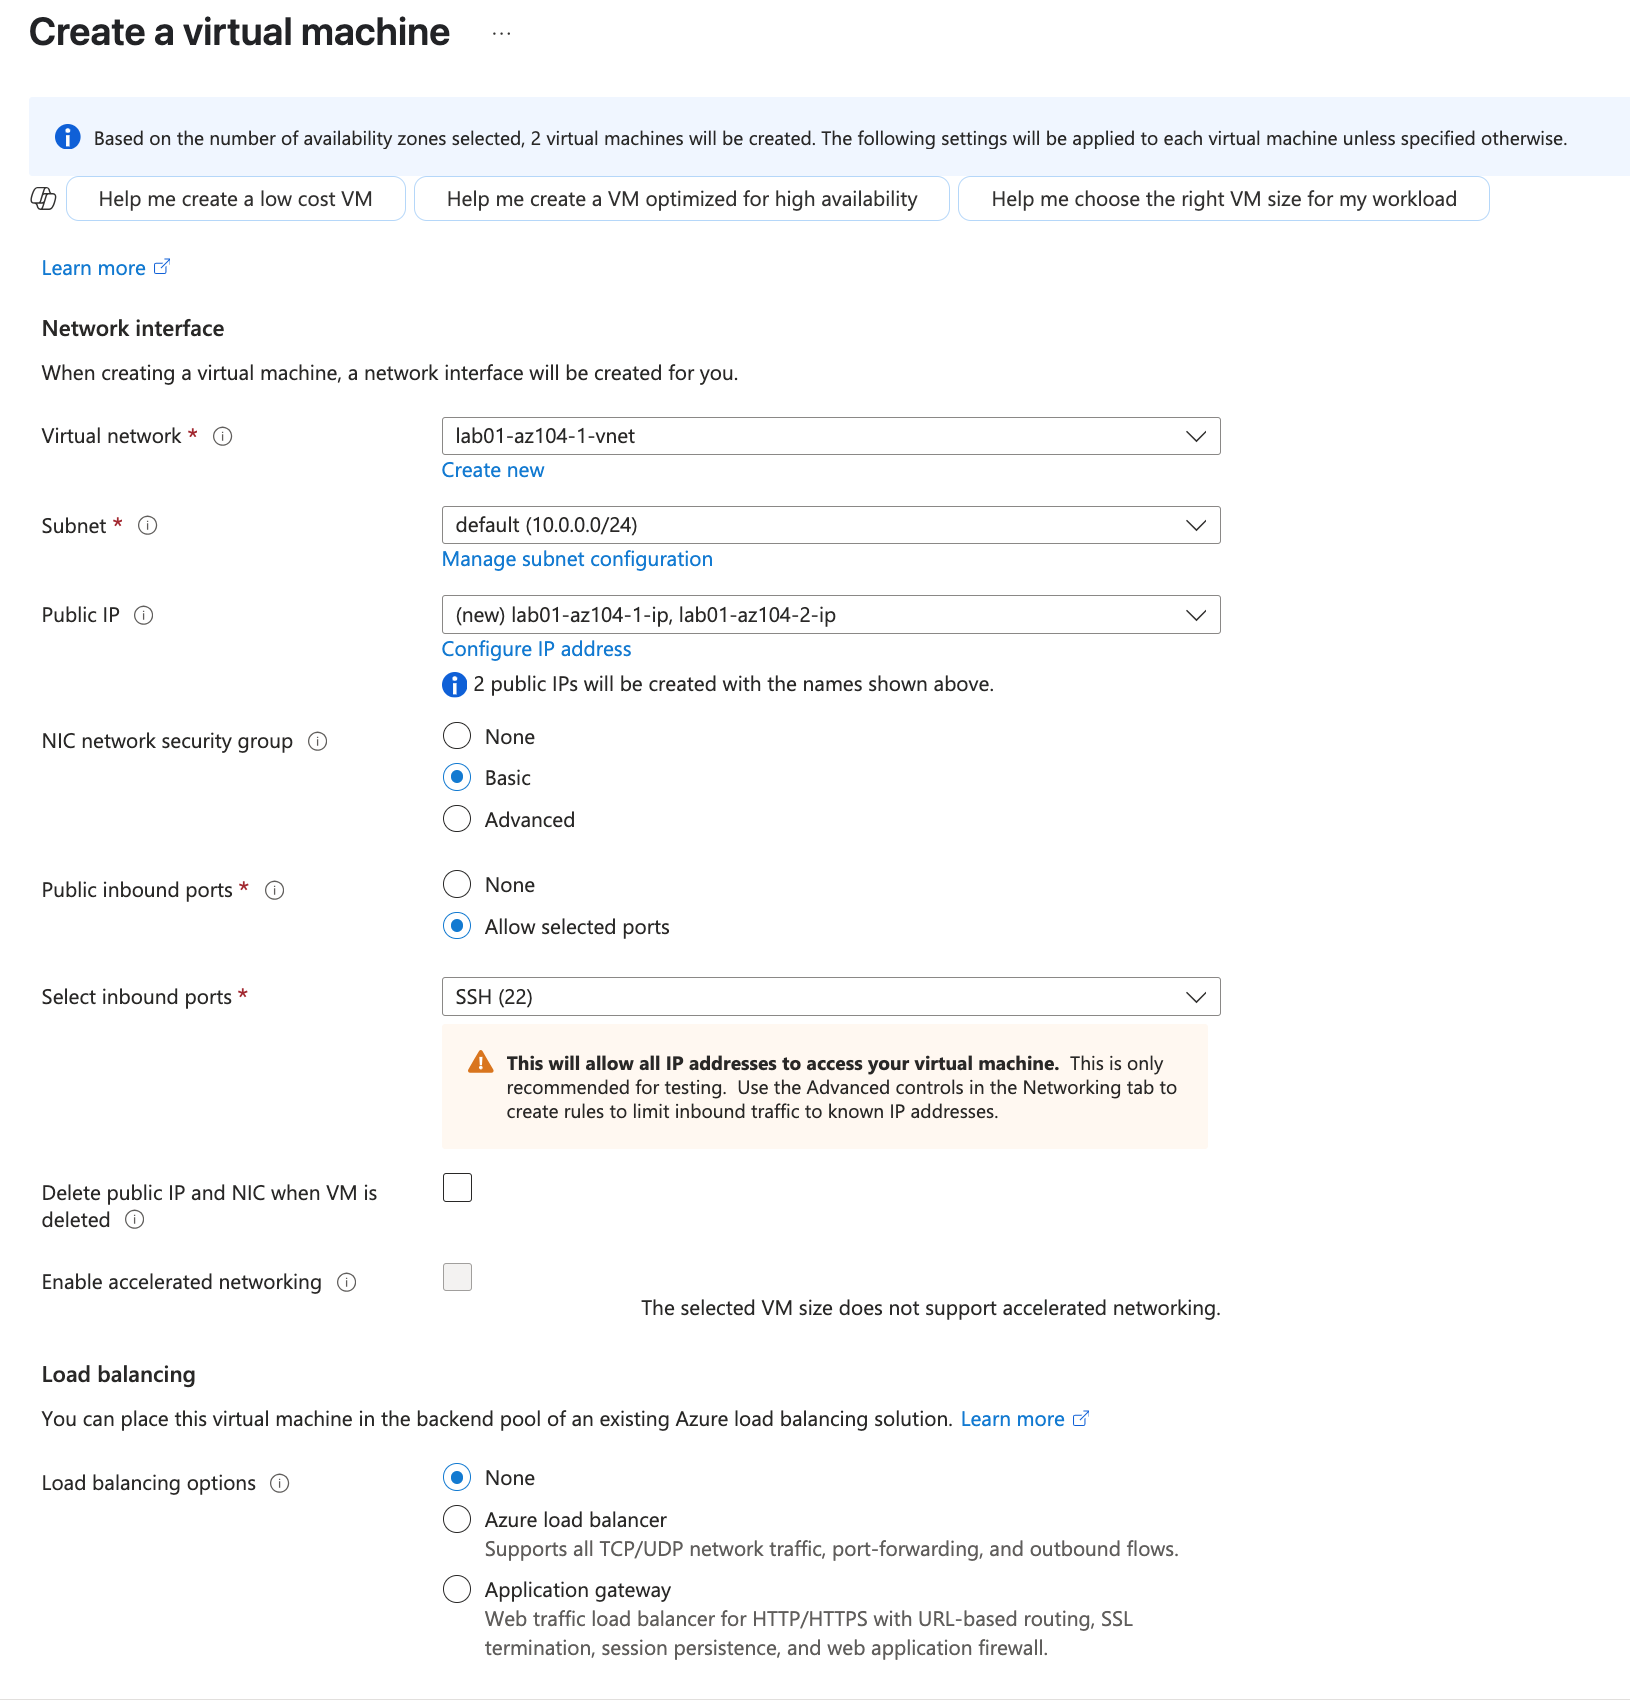 Create a virtual machine ...
Based on the number of availability zones selected, 2 virtual machines will be created. The following settings will be applied to each virtual machine unless specified otherwise.
Help me create a low cost VM
Help me create a VM optimized for high availability
Help me choose the right VM size for my workload
Learn more
Network interface
When creating a virtual machine, a network interface will be created for you.
Virtual network *
lab01-az104-1-vnet
Create new
Subnet *
default (10.0.0.0/24)
Manage subnet configuration
Public IP
(new) lab01-az104-1-ip, lab01-az104-2-ip
Configure IP address
2 public IPs will be created with the names shown above.
NIC network security group
None
Basic
Advanced
Public inbound ports *
None
Allow selected ports
Select inbound ports *
SSH (22)
This will allow all IP addresses to access your virtual machine. This is only
recommended for testing. Use the Advanced controls in the Networking tab to
create rules to limit inbound traffic to known IP addresses.
Delete public IP and NIC when VM is
deleted
Enable accelerated networking
The selected VM size does not support accelerated networking.
Load balancing
You can place this virtual machine in the backend pool of an existing Azure load balancing solution. Learn more
Load balancing options
None
Azure load balancer
Supports all TCP/UDP network traffic, port-forwarding, and outbound flows.
Application gateway
Web traffic load balancer for HTTP/HTTPS with URL-based routing, SSL
termination, session persistence, and web application firewall.